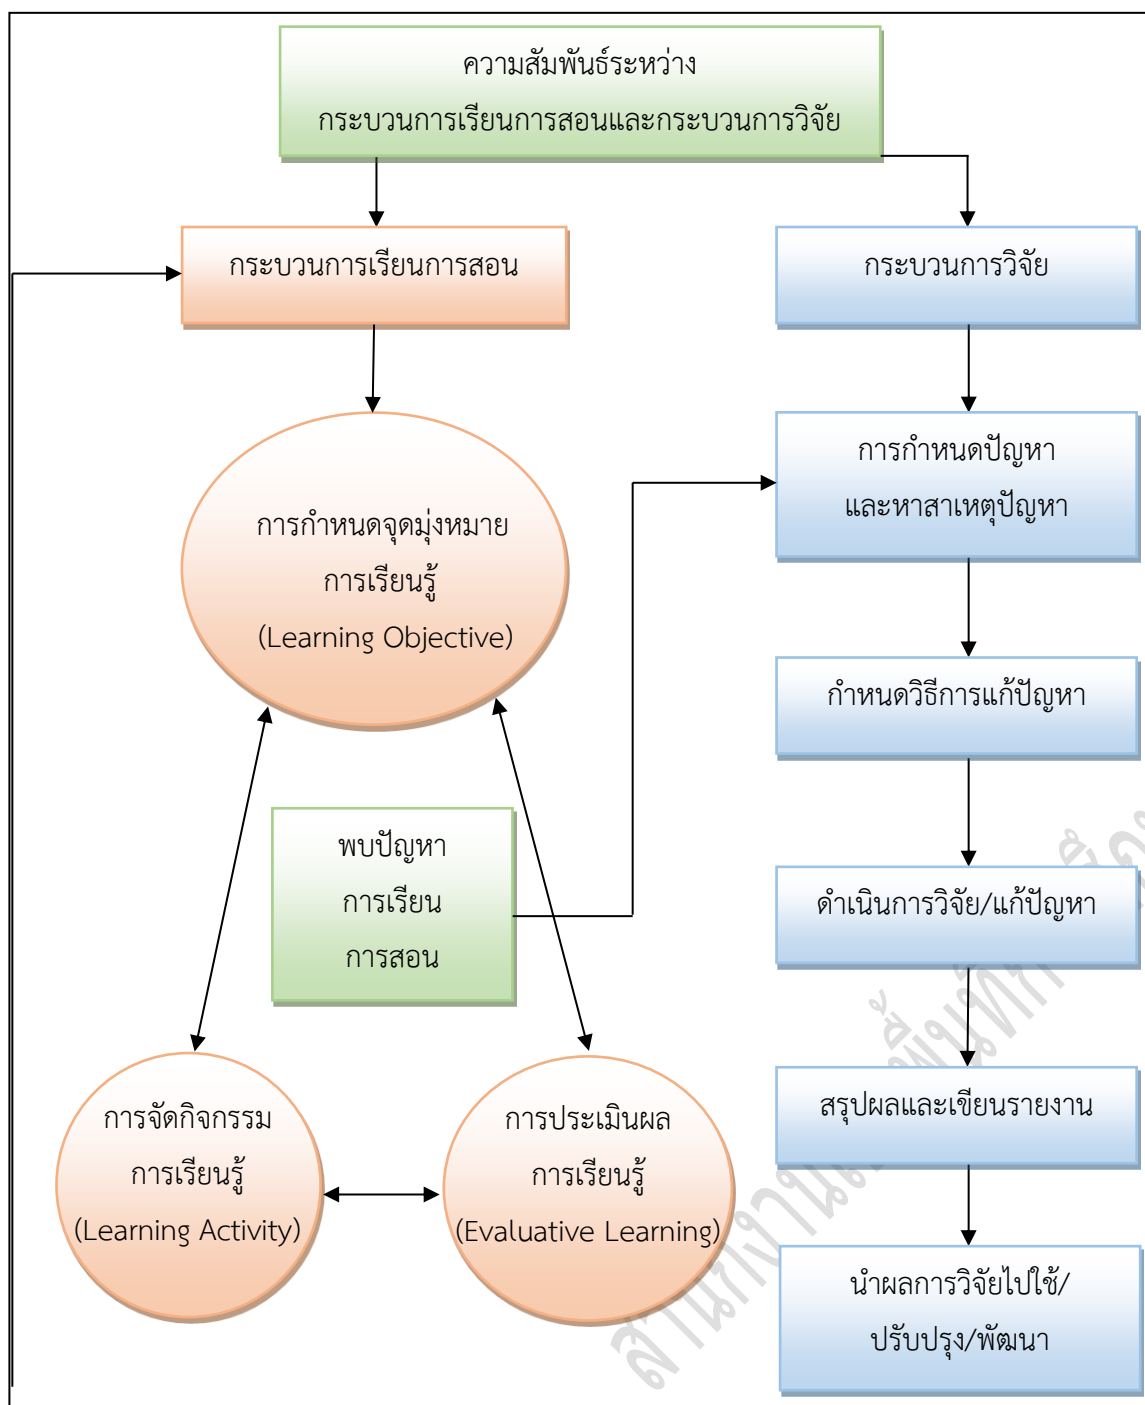 ความสัมพันธ์ระหว่าง
กระบวนการเรียนการสอนและกระบวนการวิจัย
กระบวนการเรียนการสอน
กระบวนการวิจัย
การกำหนดจุดมุ่งหมาย
การเรียนรู้
(Learning Objective)
การกำหนดปัญหา
และหาสาเหตุปัญหา
กำหนดวิธีการแก้ปัญหา
พบปัญหา
การเรียน
การสอน
ดำเนินการวิจัย/แก้ปัญหา
การจัดกิจกรรม
การเรียนรู้
(Learning Activity)
การประเมินผล
การเรียนรู้
(Evaluative Learning)
สรุปผลและเขียนรายงาน
นำผลการวิจัยไปใช้/
ปรับปรุง/พัฒนา